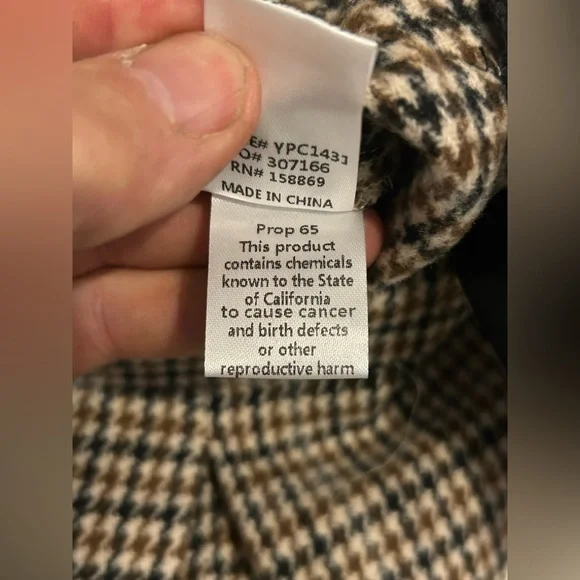 E# YPC1431
O# 307166
RN# 158869
MADE IN CHINA
Prop 65
This product
contains chemicals
known to the State
of California
to cause cancer
and birth defects
or other
reproductive harm